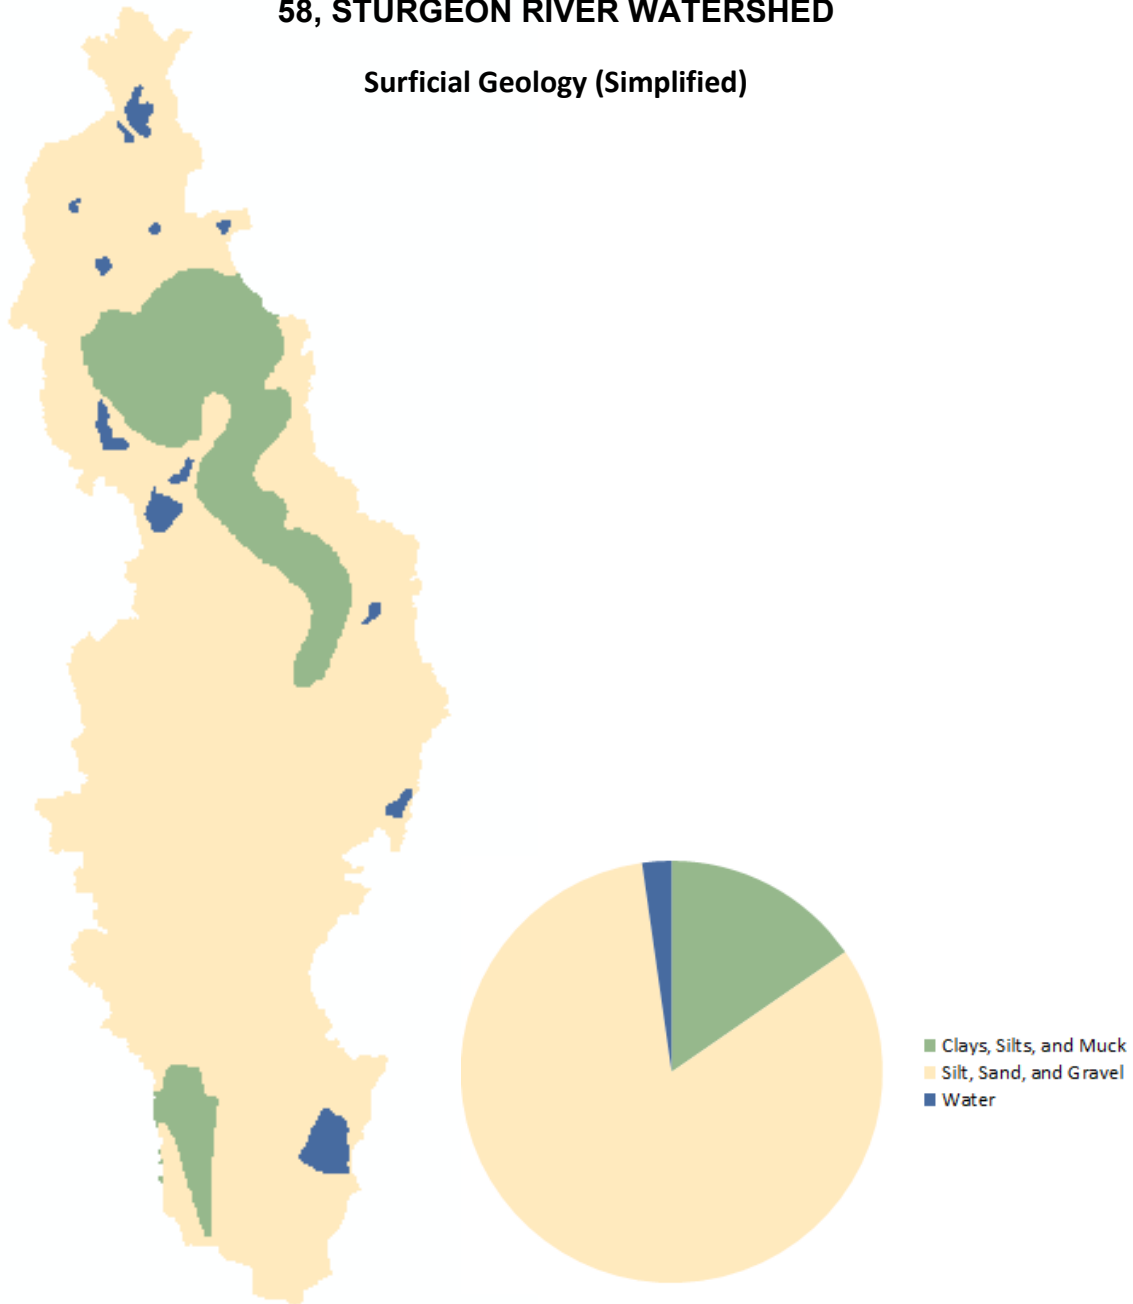 58, STURGEON RIVER WATERSHED
Surficial Geology (Simplified)
Clays, Silts, and Muck
Silt, Sand, and Gravel
Water